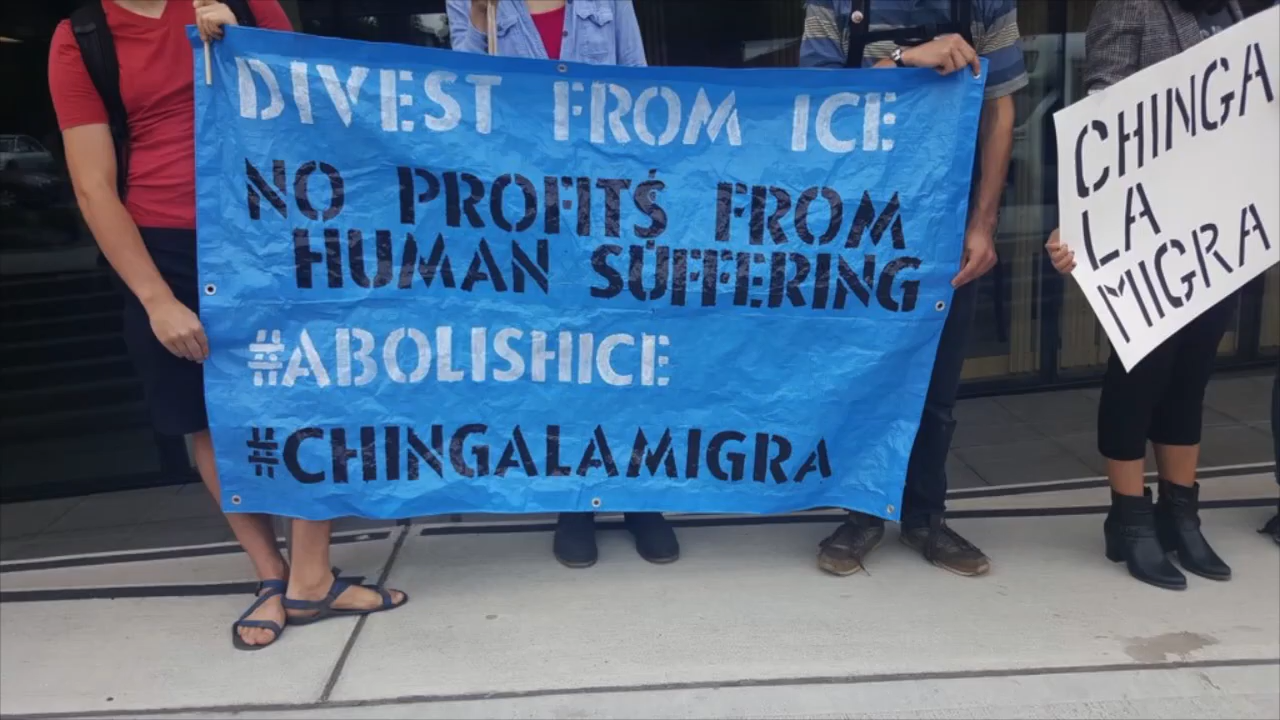 DIVEST FROM ICE
NO PROFITS FROM
HUMAN SUFFERING
#ABOLISHICE
#CHINGALAMIGRA
CHINGA
LA
MIGRA